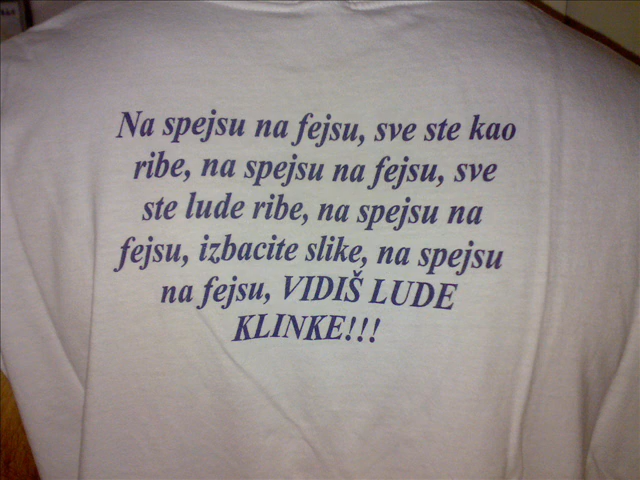 Na spejsu na fejsu, sve ste kao
ribe, na spejsu na fejsu, sve
ste lude ribe, na spejsu na
fejsu, izbacite slike, na spejsu
na fejsu, VIDIŠ LUDE
KLINKE!!!